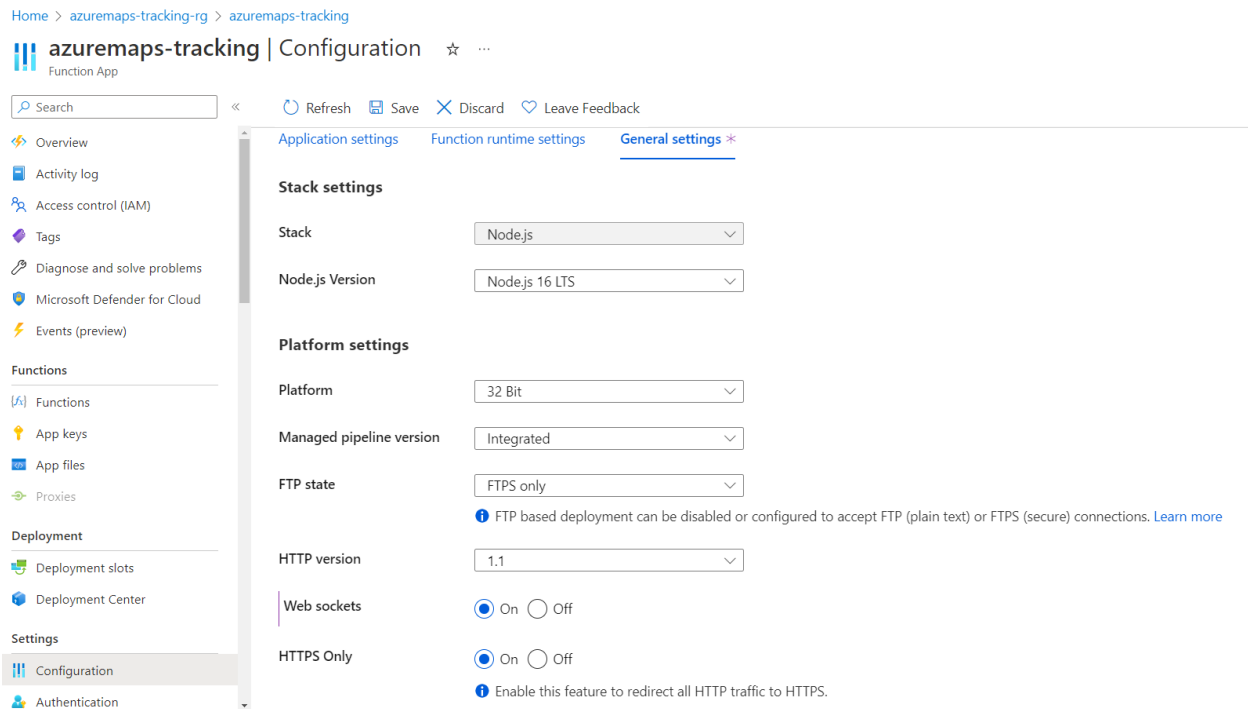 Home > azuremaps-tracking-rg > azuremaps-tracking
azuremaps-tracking | Configuration ☆ ...
Function App
Search «
Overview
Activity log
Access control (IAM)
Tags
Diagnose and solve problems
Microsoft Defender for Cloud
Events (preview)
Functions
Functions
App keys
App files
Proxies
Deployment
Deployment slots
Deployment Center
Settings
Configuration
Authentication
Refresh Save Discard Leave Feedback
Application settings Function runtime settings General settings *
Stack settings
Stack Node.js
Node.js Version Node.js 16 LTS
Platform settings
Platform 32 Bit
Managed pipeline version Integrated
FTP state FTPS only
FTP based deployment can be disabled or configured to accept FTP (plain text) or FTPS (secure) connections. Learn more
HTTP version 1.1
Web sockets On Off
HTTPS Only On Off
Enable this feature to redirect all HTTP traffic to HTTPS.